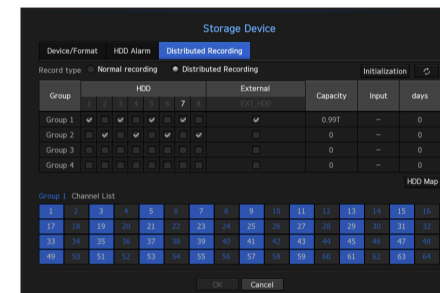 Storage Device
Device/Format HDD Alarm Distributed Recording
Record type Normal recording Distributed Recording Initialization
Group HDD External Capacity Input days
1 2 3 4 5 6 7 8 EXT_HDD
Group 1 0.99T - 0
Group 2 0 - 0
Group 3 0 - 0
Group 4 0 - 0
HDD Map
Group 1 Channel List
1 2 3 4 5 6 7 8 9 10 11 12 13 14 15 16
17 18 19 20 21 22 23 24 25 26 27 28 29 30 31 32
33 34 35 36 37 38 39 40 41 42 43 44 45 46 47 48
49 50 51 52 53 54 55 56 57 58 59 60 61 62 63 64
OK Cancel